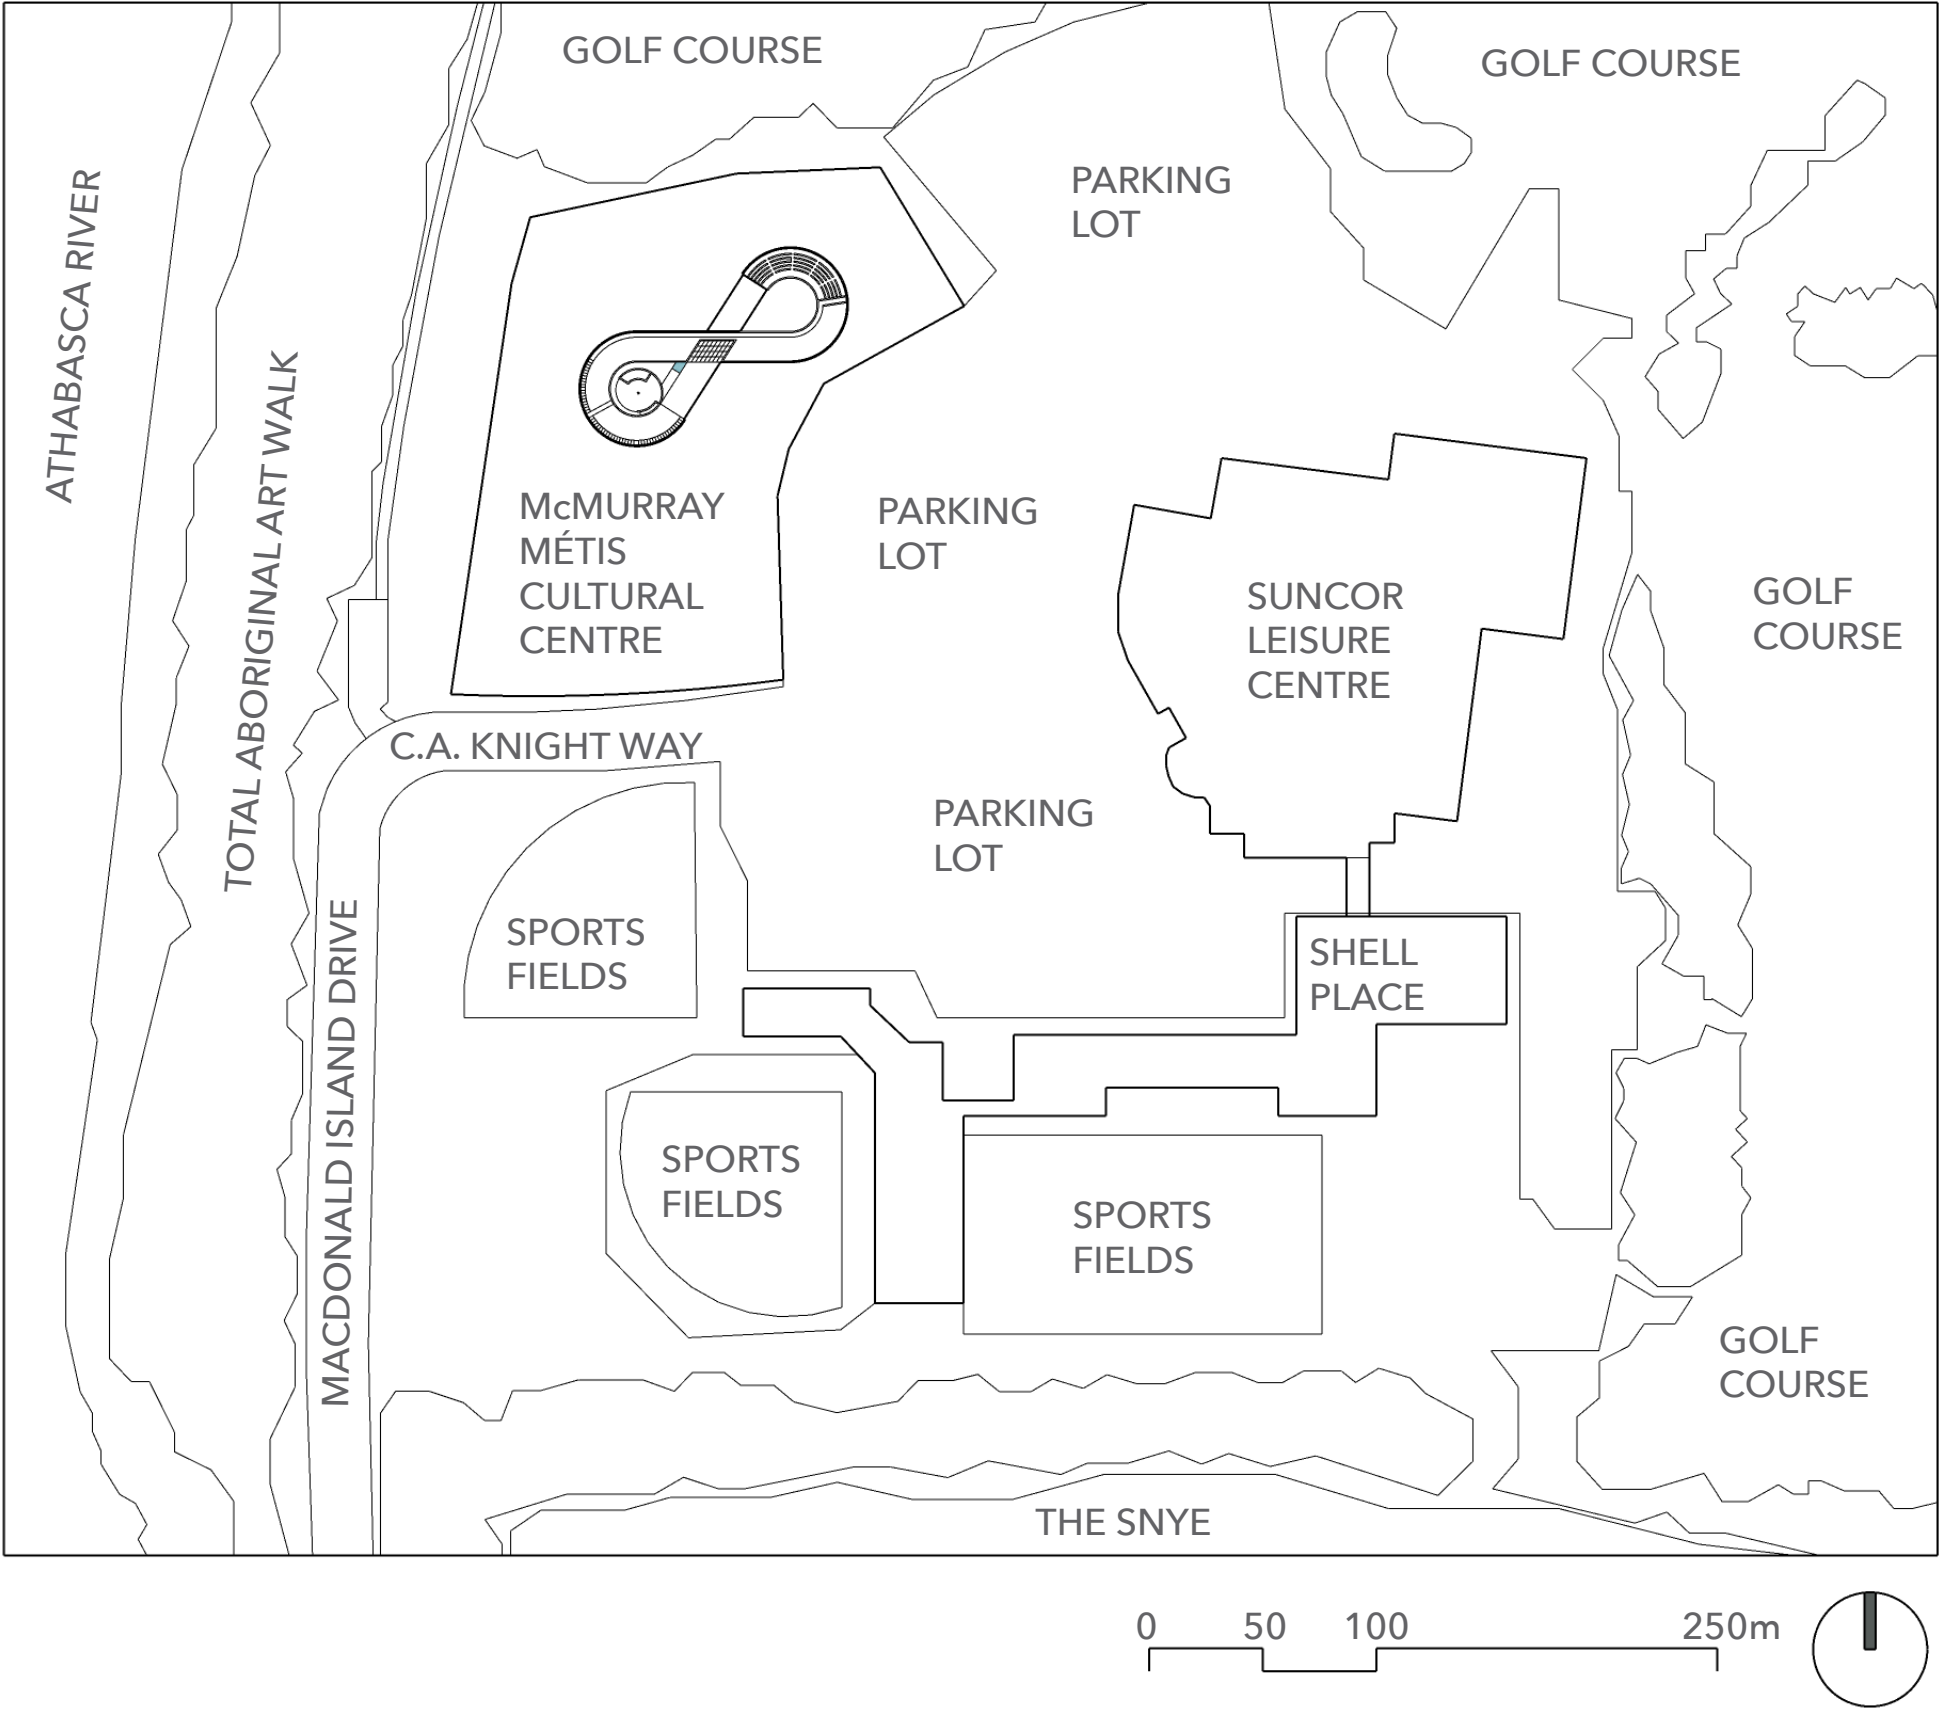 GOLF COURSE
GOLF COURSE
PARKING
LOT
ATHABASCA RIVER
TOTAL ABORIGINAL ART WALK
McMURRAY
MÉTIS
CULTURAL
CENTRE
PARKING
LOT
SUNCOR
LEISURE
CENTRE
GOLF
COURSE
C.A. KNIGHT WAY
PARKING
LOT
MACDONALD ISLAND DRIVE
SPORTS
FIELDS
SHELL
PLACE
SPORTS
FIELDS
SPORTS
FIELDS
GOLF
COURSE
THE SNYE
0 50 100 250m